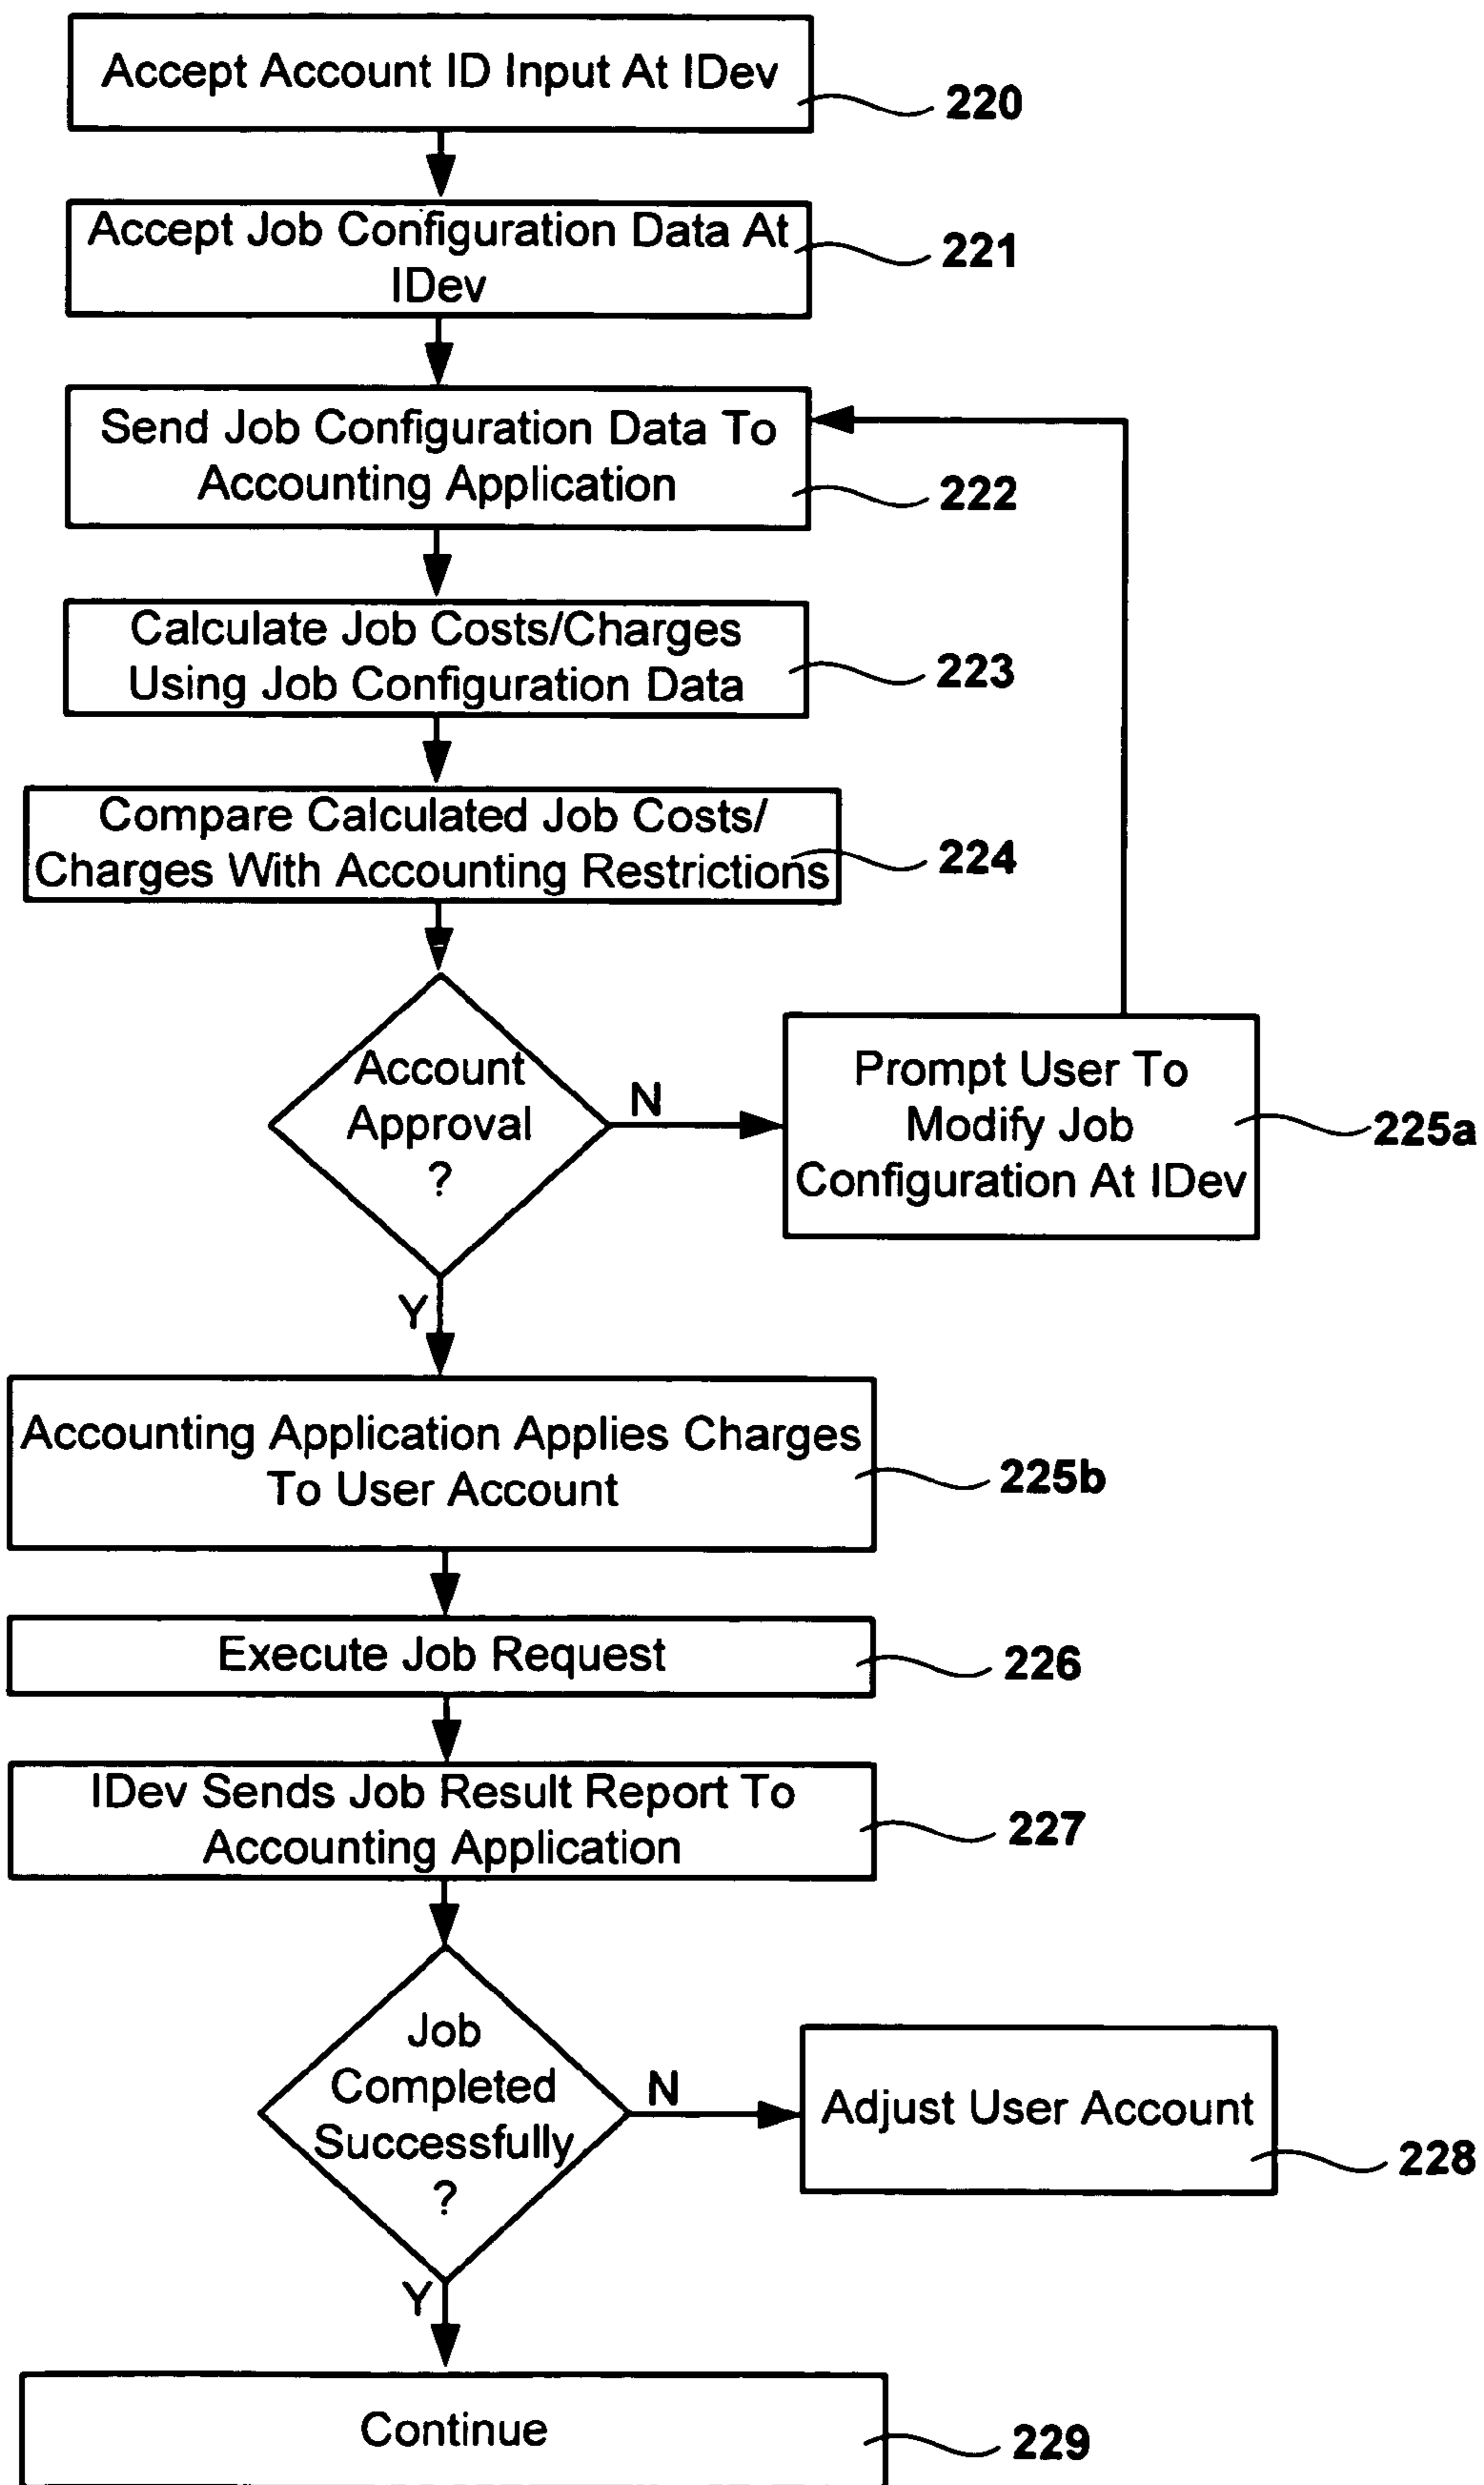 Accept Account ID Input At IDev
220
Accept Job Configuration Data At
IDev
221
Send Job Configuration Data To
Accounting Application
222
Calculate Job Costs/Charges
Using Job Configuration Data
223
Compare Calculated Job Costs/
Charges With Accounting Restrictions
224
Account
Approval
?
N
Prompt User To
Modify Job
Configuration At IDev
225a
Y
Accounting Application Applies Charges
To User Account
225b
Execute Job Request
226
IDev Sends Job Result Report To
Accounting Application
227
Job
Completed
Successfully
?
N
Adjust User Account
228
Y
Continue
229